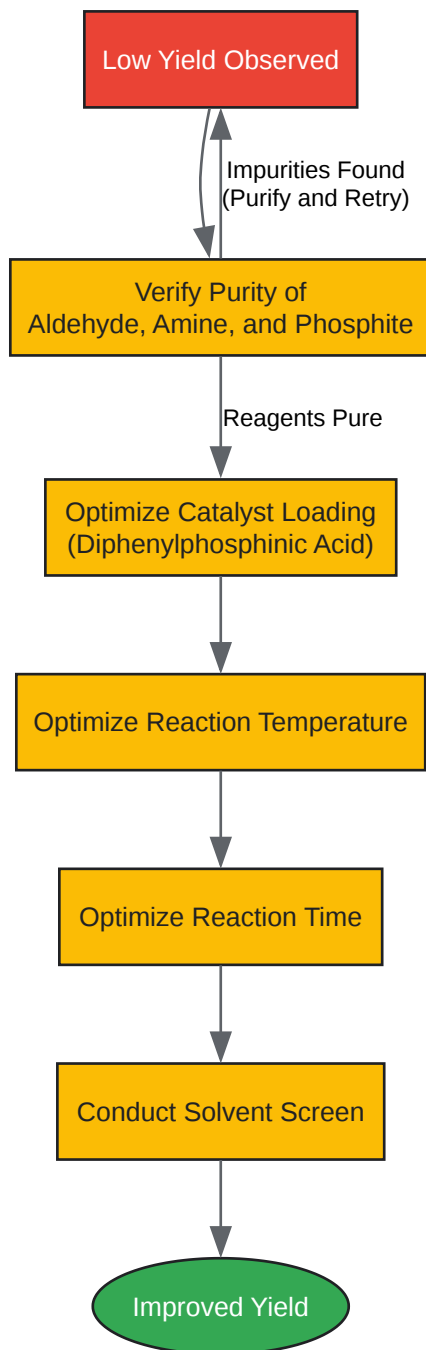 Low Yield Observed
Impurities Found
(Purify and Retry)
Verify Purity of
Aldehyde, Amine, and Phosphite
Reagents Pure
Optimize Catalyst Loading
(Diphenylphosphinic Acid)
Optimize Reaction Temperature
Optimize Reaction Time
Conduct Solvent Screen
Improved Yield